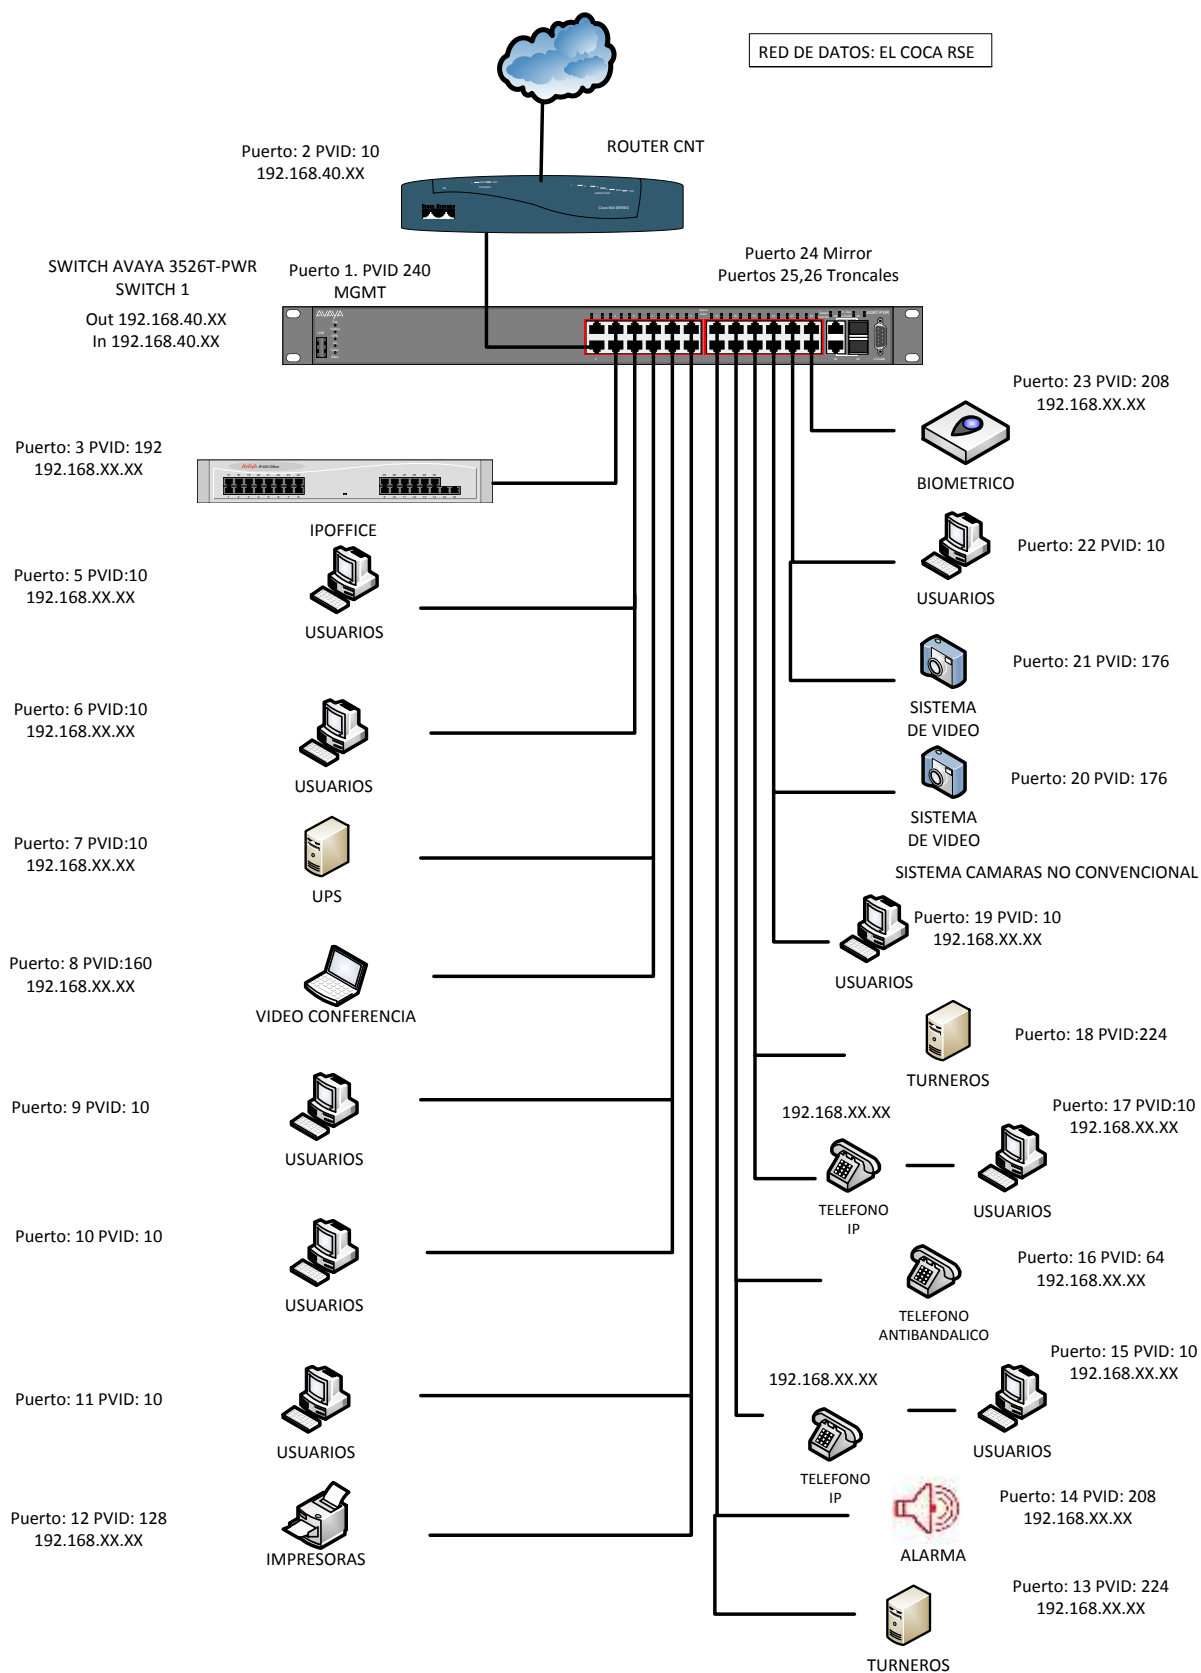 RED DE DATOS: EL COCA RSE
Puerto: 2 PVID: 10
192.168.40.XX
ROUTER CNT
SWITCH AVAYA 3526T-PWR
SWITCH 1
Out 192.168.40.XX
In 192.168.40.XX
Puerto 1. PVID 240
MGMT
Puerto 24 Mirror
Puertos 25,26 Troncales
AVAYA
Puerto: 3 PVID: 192
192.168.XX.XX
IPOFFICE
Puerto: 5 PVID:10
192.168.XX.XX
USUARIOS
Puerto: 6 PVID:10
192.168.XX.XX
USUARIOS
Puerto: 7 PVID:10
192.168.XX.XX
UPS
Puerto: 8 PVID:160
192.168.XX.XX
VIDEO CONFERENCIA
Puerto: 9 PVID: 10
USUARIOS
Puerto: 10 PVID: 10
USUARIOS
Puerto: 11 PVID: 10
USUARIOS
Puerto: 12 PVID: 128
192.168.XX.XX
IMPRESORAS
Puerto: 23 PVID: 208
192.168.XX.XX
BIOMETRICO
Puerto: 22 PVID: 10
USUARIOS
Puerto: 21 PVID: 176
SISTEMA
DE VIDEO
Puerto: 20 PVID: 176
SISTEMA
DE VIDEO
SISTEMA CAMARAS NO CONVENCIONAL
Puerto: 19 PVID: 10
192.168.XX.XX
USUARIOS
Puerto: 18 PVID:224
TURNEROS
192.168.XX.XX
Puerto: 17 PVID:10
192.168.XX.XX
TELEFONO
IP
USUARIOS
Puerto: 16 PVID: 64
192.168.XX.XX
TELEFONO
ANTIBANDALICO
192.168.XX.XX
Puerto: 15 PVID: 10
192.168.XX.XX
TELEFONO
IP
USUARIOS
Puerto: 14 PVID: 208
192.168.XX.XX
ALARMA
Puerto: 13 PVID: 224
192.168.XX.XX
TURNEROS